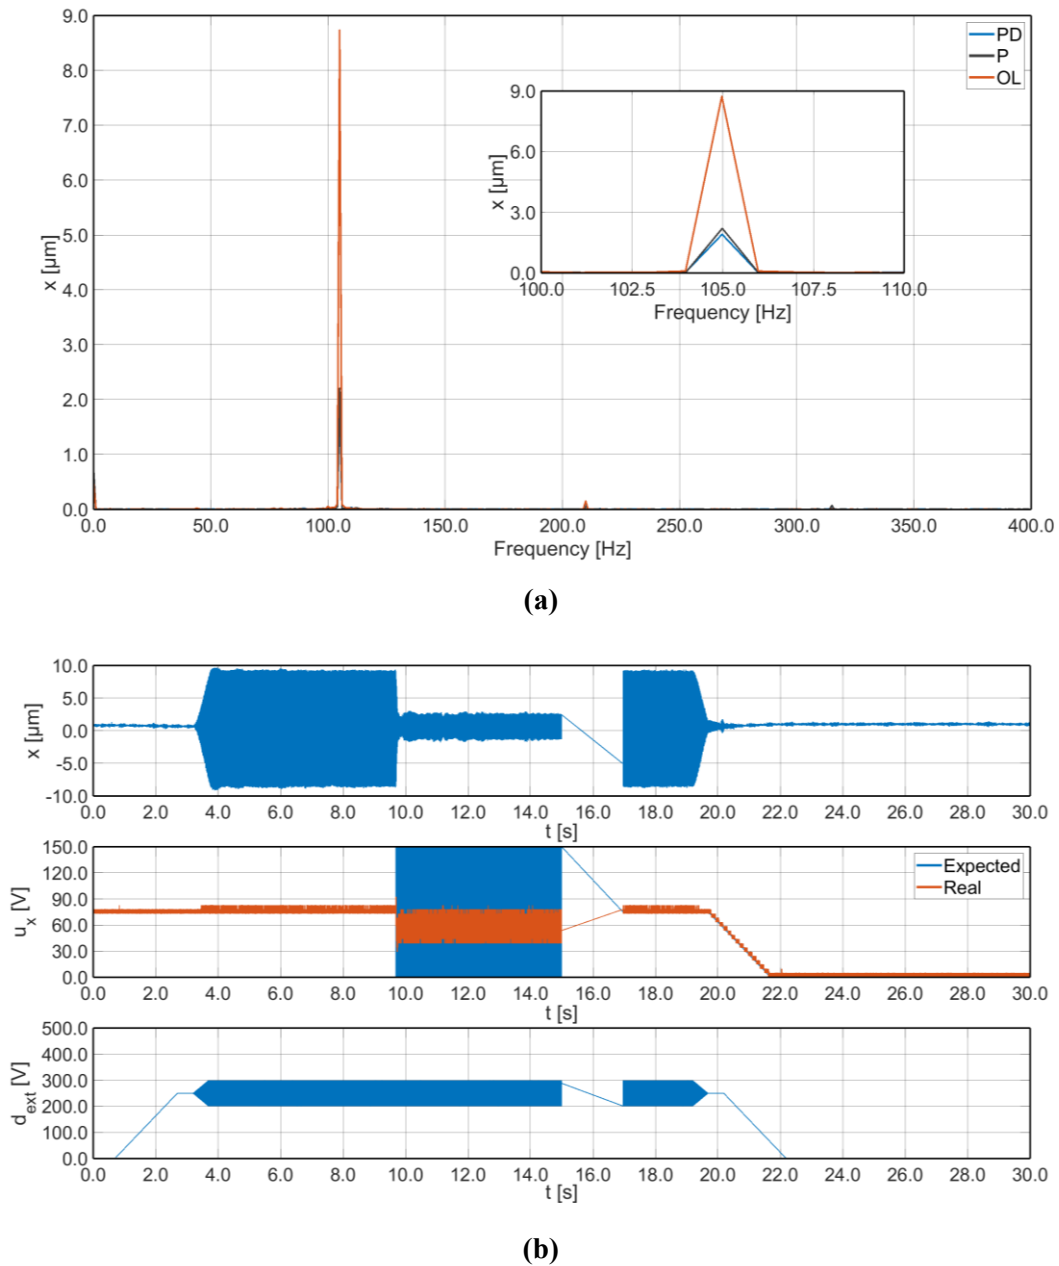 9.0
8.0
7.0
6.0
5.0
4.0
3.0
2.0
1.0
0.0
x [μm]
PD
P
OL
9.0
6.0
3.0
0.0
x [μm]
100.0 102.5 105.0 107.5 110.0
Frequency [Hz]
0.0 50.0 100.0 150.0 200.0 250.0 300.0 350.0 400.0
Frequency [Hz]
(a)
10.0
5.0
0.0
-5.0
-10.0
x [μm]
0.0 2.0 4.0 6.0 8.0 10.0 12.0 14.0 16.0 18.0 20.0 22.0 24.0 26.0 28.0 30.0
t [s]
150.0
120.0
90.0
60.0
30.0
0.0
ux [V]
Expected
Real
0.0 2.0 4.0 6.0 8.0 10.0 12.0 14.0 16.0 18.0 20.0 22.0 24.0 26.0 28.0 30.0
t [s]
500.0
400.0
300.0
200.0
100.0
0.0
dext [V]
0.0 2.0 4.0 6.0 8.0 10.0 12.0 14.0 16.0 18.0 20.0 22.0 24.0 26.0 28.0 30.0
t [s]
(b)